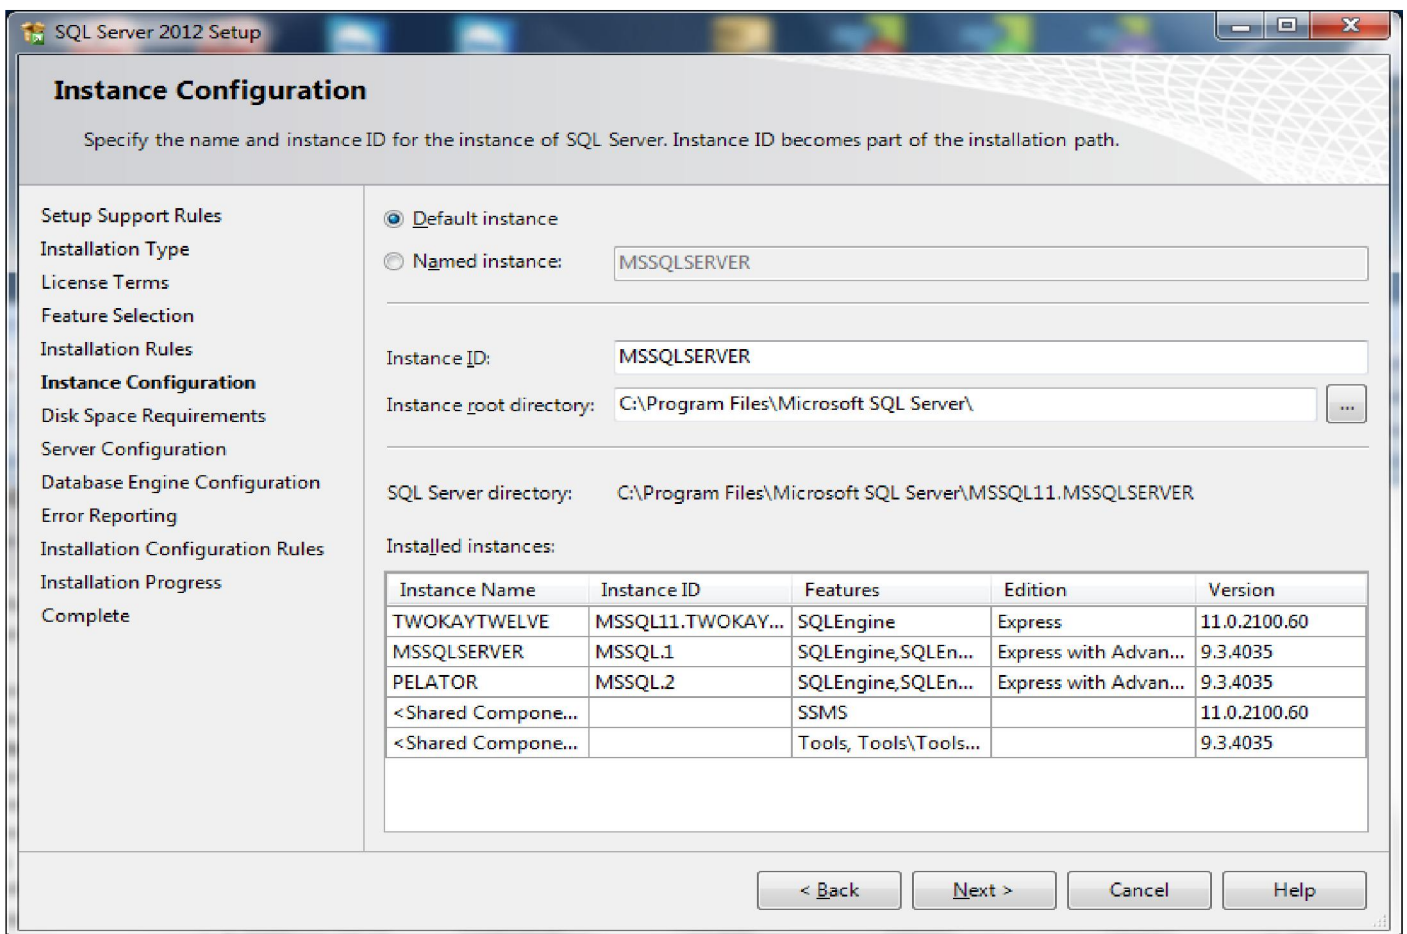 SQL Server 2012 Setup
Instance Configuration
Specify the name and instance ID for the instance of SQL Server. Instance ID becomes part of the installation path.
Setup Support Rules
Installation Type
License Terms
Feature Selection
Installation Rules
Instance Configuration
Disk Space Requirements
Server Configuration
Database Engine Configuration
Error Reporting
Installation Configuration Rules
Installation Progress
Complete
Default instance
Named instance: MSSQLSERVER
Instance ID: MSSQLSERVER
Instance root directory: C:\Program Files\Microsoft SQL Server\ ...
SQL Server directory: C:\Program Files\Microsoft SQL Server\MSSQL11.MSSQLSERVER
Installed instances:
Instance Name Instance ID Features Edition Version
TWOKAYTWELVE MSSQL11.TWOKAY... SQLEngine Express 11.0.2100.60
MSSQLSERVER MSSQL.1 SQLEngine,SQLEn... Express with Advan... 9.3.4035
PELATOR MSSQL.2 SQLEngine,SQLEn... Express with Advan... 9.3.4035
<Shared Compone... SSMS 11.0.2100.60
<Shared Compone... Tools, Tools\Tools... 9.3.4035
< Back Next > Cancel Help